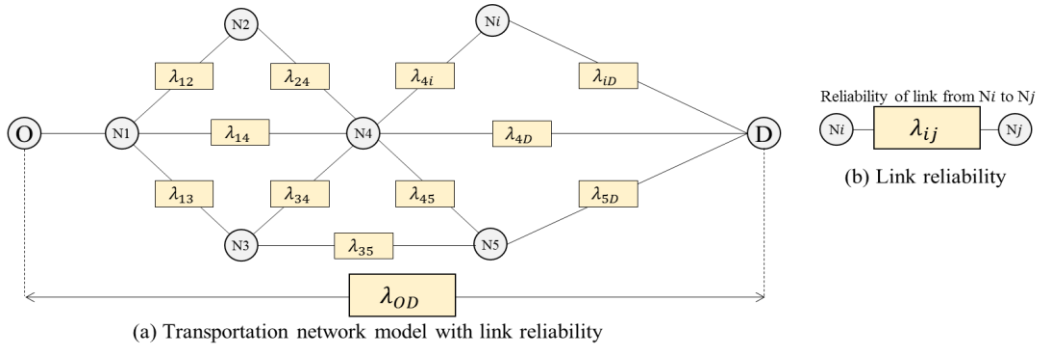 N2
Ni
λ12
λ24
λ4i
λiD
Reliability of link from Ni to Nj
O
N1
λ14
N4
λ4D
D
Ni
λij
Nj
(b) Link reliability
λ13
λ34
λ45
λ5D
N3
λ35
N5
λOD
(a) Transportation network model with link reliability